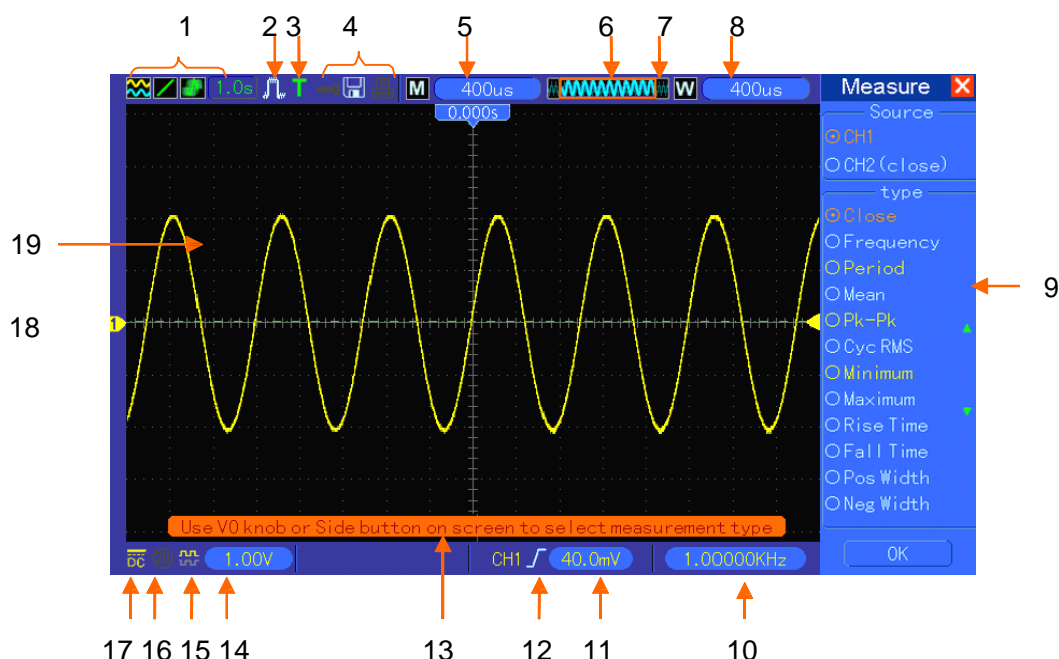 1 2 3 4 5 6 7 8
1.0s T M 400us W 400us Measure
0.000s
Source
CH1
CH2(close)
type
Close
Frequency
Period
Mean
Pk-Pk
Cyc RMS
Minimum
Maximum
Rise Time
Fall Time
Pos Width
Neg Width
OK
19
9
18
1
Use V0 knob or Side button on screen to select measurement type
DC 1.00V CH1 40.0mV 1.00000KHz
17 16 15 14 13 12 11 10